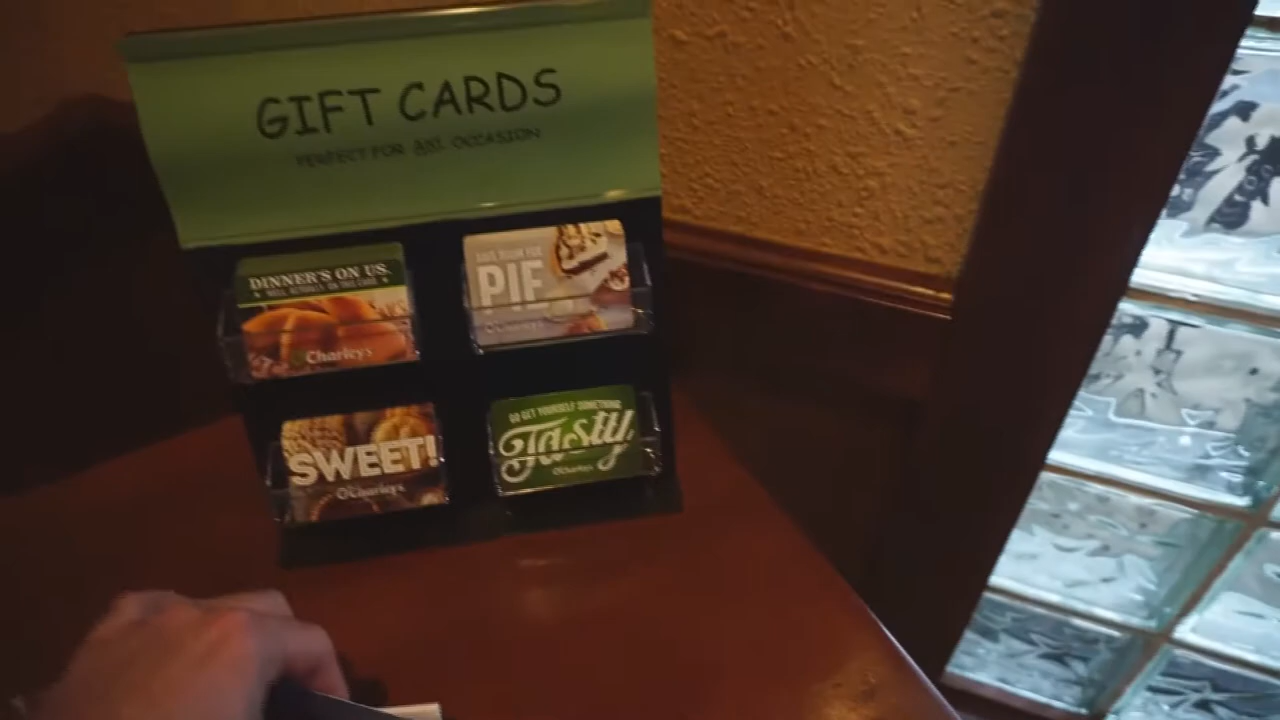 GIFT CARDS
PERFECT FOR ANY OCCASION
DINNER'S ON US.
Charley's
PIE
O'Charley's
SWEET!
O'Charley's
GO GET YOURSELF SOMETHING
Tasty
O'Charley's